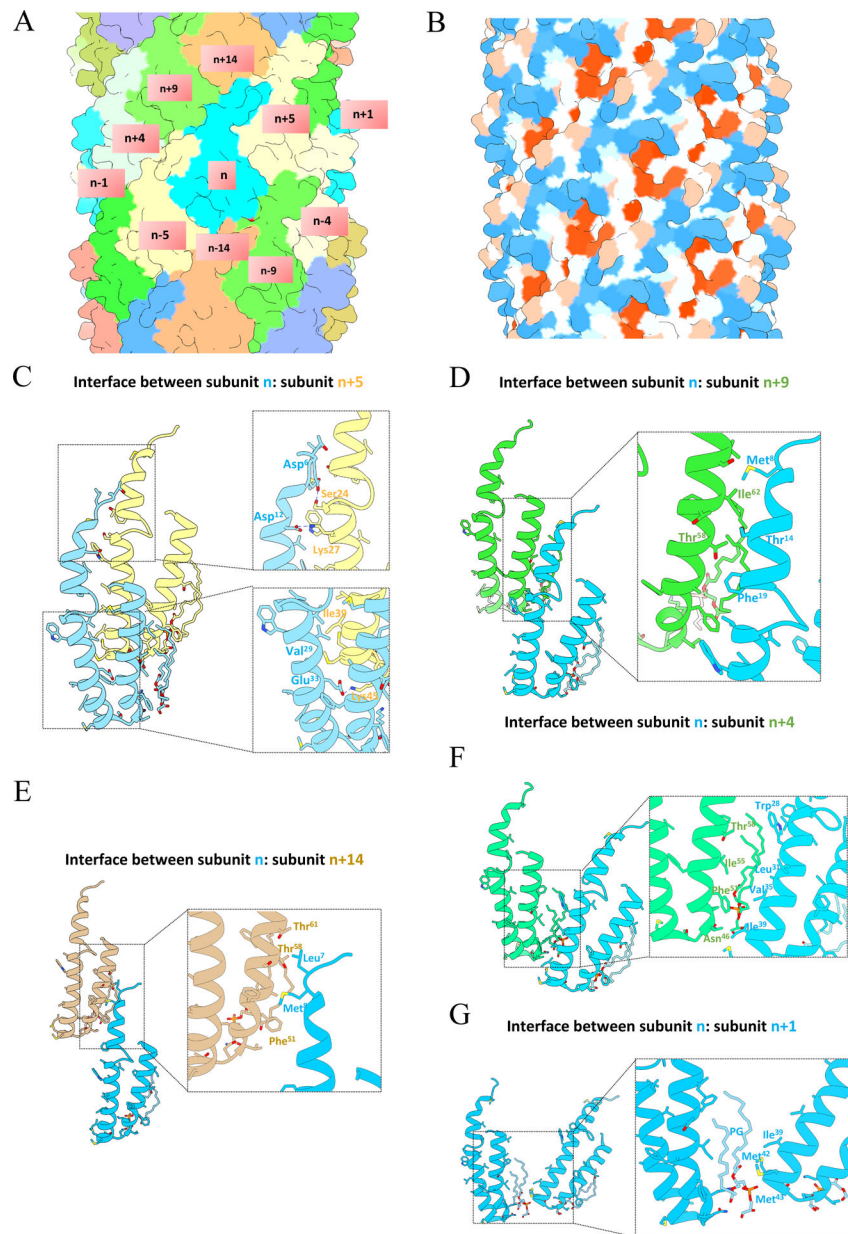 A
B
n+14
n+9
n+5
n+1
n+4
n
n-1
n-4
n-5
n-14
n-9
C
Interface between subunit n: subunit n+5
Asp⁶
Ser24
Asp¹²
Lys27
Ile39
Val²⁹
Glu³³
Lys45
D
Interface between subunit n: subunit n+9
Met⁸
Ile⁶²
Thr⁵⁸
Thr¹⁴
Phe¹⁹
Interface between subunit n: subunit n+4
F
Trp²⁸
Thr⁵⁸
Ile⁵⁵
Leu³¹
Phe⁵¹
Val³⁵
Ile³⁹
Asn⁴⁶
E
Interface between subunit n: subunit n+14
Thr⁶¹
Thr⁵⁸
Leu⁷
Met⁸
Phe⁵¹
G
Interface between subunit n: subunit n+1
PG
Ile³⁹
Met⁴²
Met⁴³